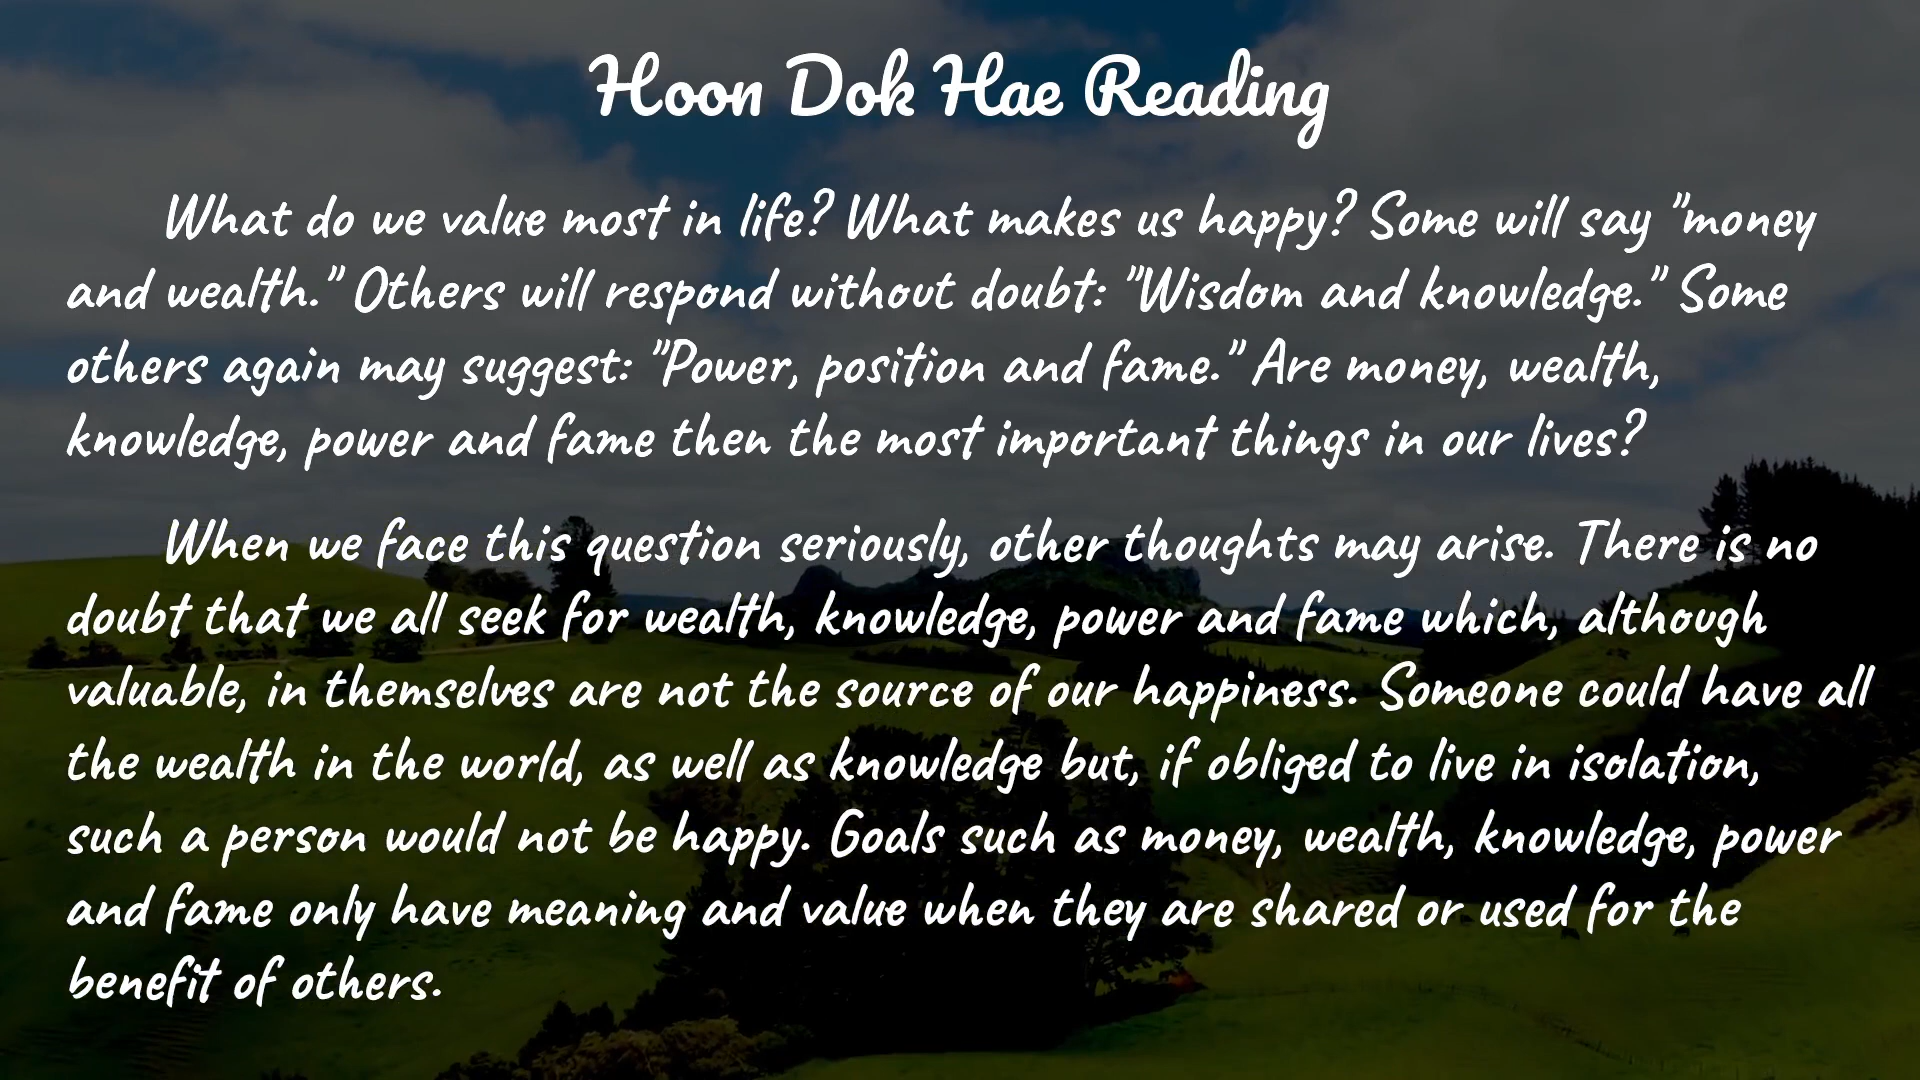 Hoon Dok Hae Reading
What do we value most in life? What makes us happy? Some will say "money
and wealth." Others will respond without doubt: "Wisdom and knowledge." Some
others again may suggest: "Power, position and fame." Are money, wealth,
knowledge, power and fame then the most important things in our lives?
When we face this question seriously, other thoughts may arise. There is no
doubt that we all seek for wealth, knowledge, power and fame which, although
valuable, in themselves are not the source of our happiness. Someone could have all
the wealth in the world, as well as knowledge but, if obliged to live in isolation,
such a person would not be happy. Goals such as money, wealth, knowledge, power
and fame only have meaning and value when they are shared or used for the
benefit of others.